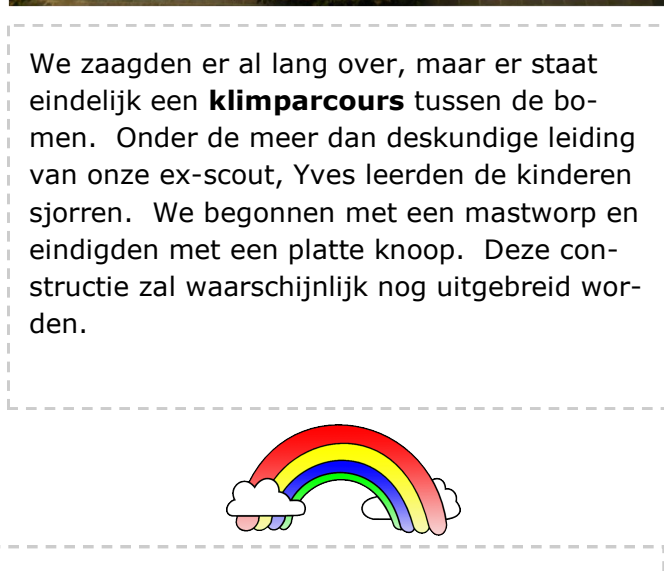 We zaagden er al lang over, maar er staat
eindelijk een klimparcours tussen de bo-
men.  Onder de meer dan deskundige leiding
van onze ex-scout, Yves leerden de kinderen
sjorren.  We begonnen met een mastworp en
eindigden met een platte knoop.  Deze con-
structie zal waarschijnlijk nog uitgebreid wor-
den.